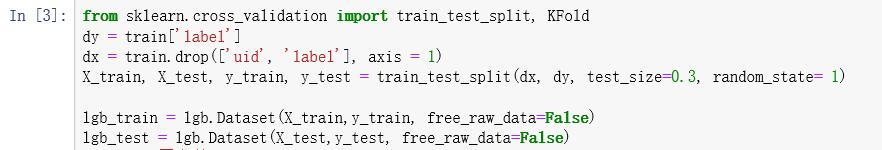 In [3]: from sklearn.cross_validation import train_test_split, KFold
dy = train['label']
dx = train.drop(['uid', 'label'], axis = 1)
X_train, X_test, y_train, y_test = train_test_split(dx, dy, test_size=0.3, random_state= 1)
lgb_train = lgb.Dataset(X_train,y_train, free_raw_data=False)
lgb_test = lgb.Dataset(X_test,y_test, free_raw_data=False)